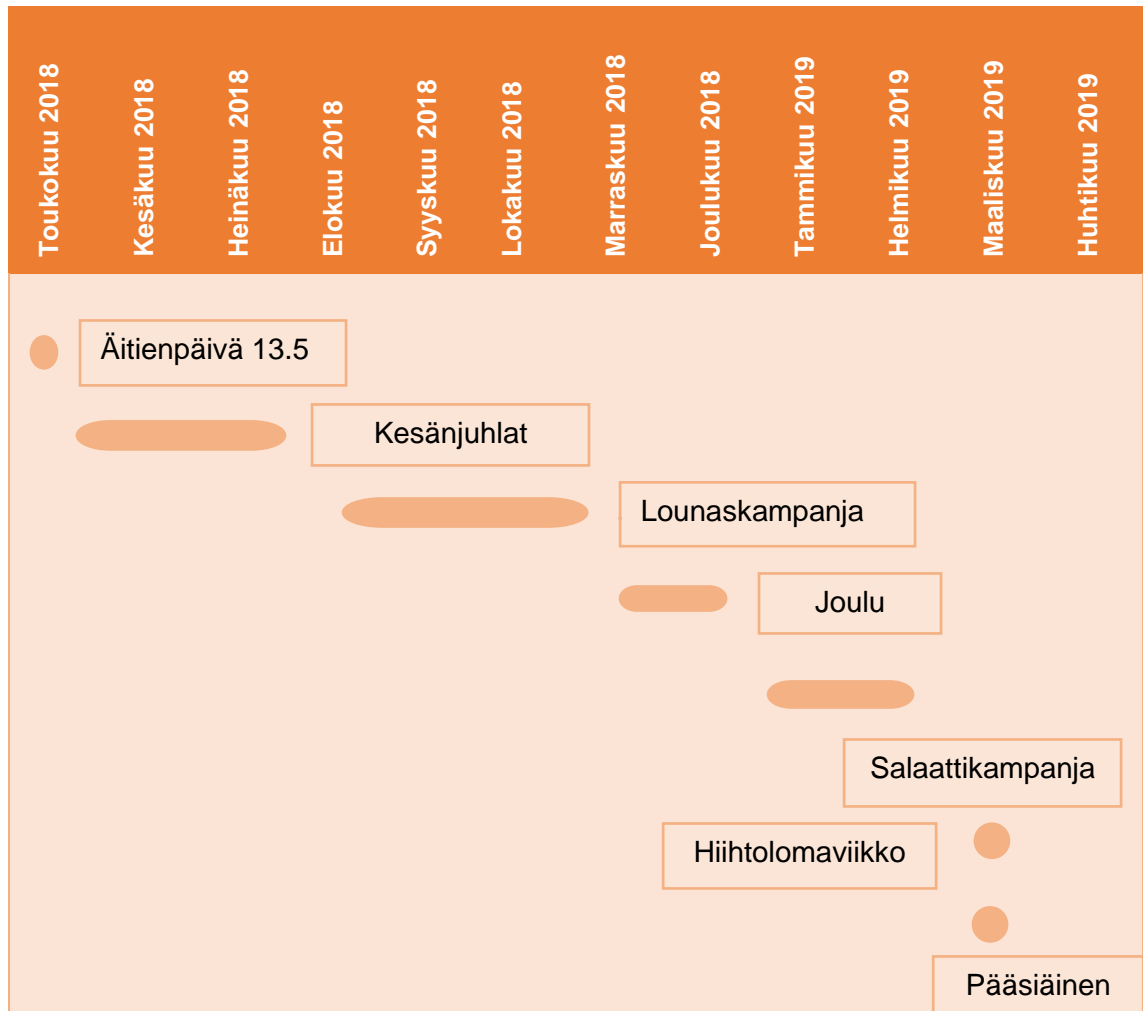 Toukokuu 2018
Kesäkuu 2018
Heinäkuu 2018
Elokuu 2018
Syyskuu 2018
Lokakuu 2018
Marraskuu 2018
Joulukuu 2018
Tammikuu 2019
Helmikuu 2019
Maaliskuu 2019
Huhtikuu 2019
Äitienpäivä 13.5
Kesänjuhlat
Lounaskampanja
Joulu
Salaattikampanja
Hiihtolomaviikko
Pääsiäinen